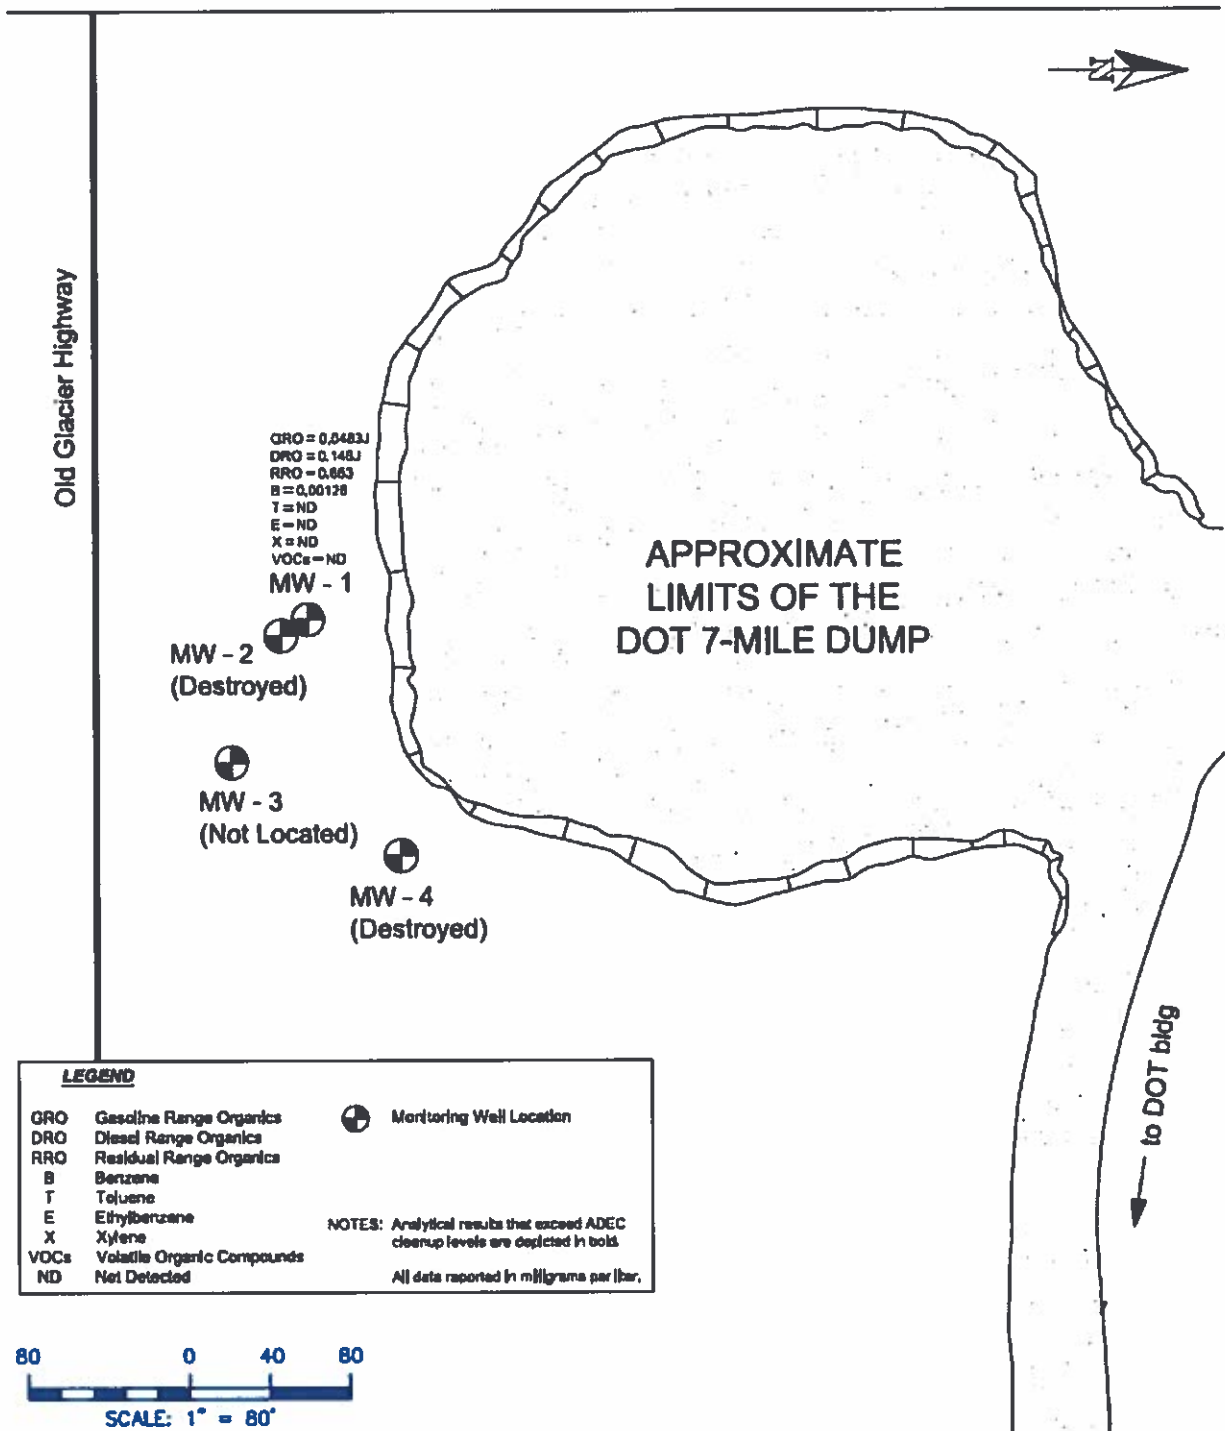 N
Old Glacier Highway
GRO = 0.0483J
DRO = 0.148J
RRO = 0.663
B = 0.00128
T = ND
E = ND
X = ND
VOCs = ND
MW - 1
MW - 2
(Destroyed)
MW - 3
(Not Located)
MW - 4
(Destroyed)
APPROXIMATE
LIMITS OF THE
DOT 7-MILE DUMP
to DOT bldg
LEGEND
GRO Gasoline Range Organics
DRO Diesel Range Organics
RRO Residual Range Organics
B Benzene
T Toluene
E Ethylbenzene
X Xylene
VOCs Volatile Organic Compounds
ND Not Detected
Monitoring Well Location
NOTES: Analytical results that exceed ADEC
cleanup levels are depicted in bold.
All data reported in milligrams per liter.
80 0 40 80
SCALE: 1" = 80'